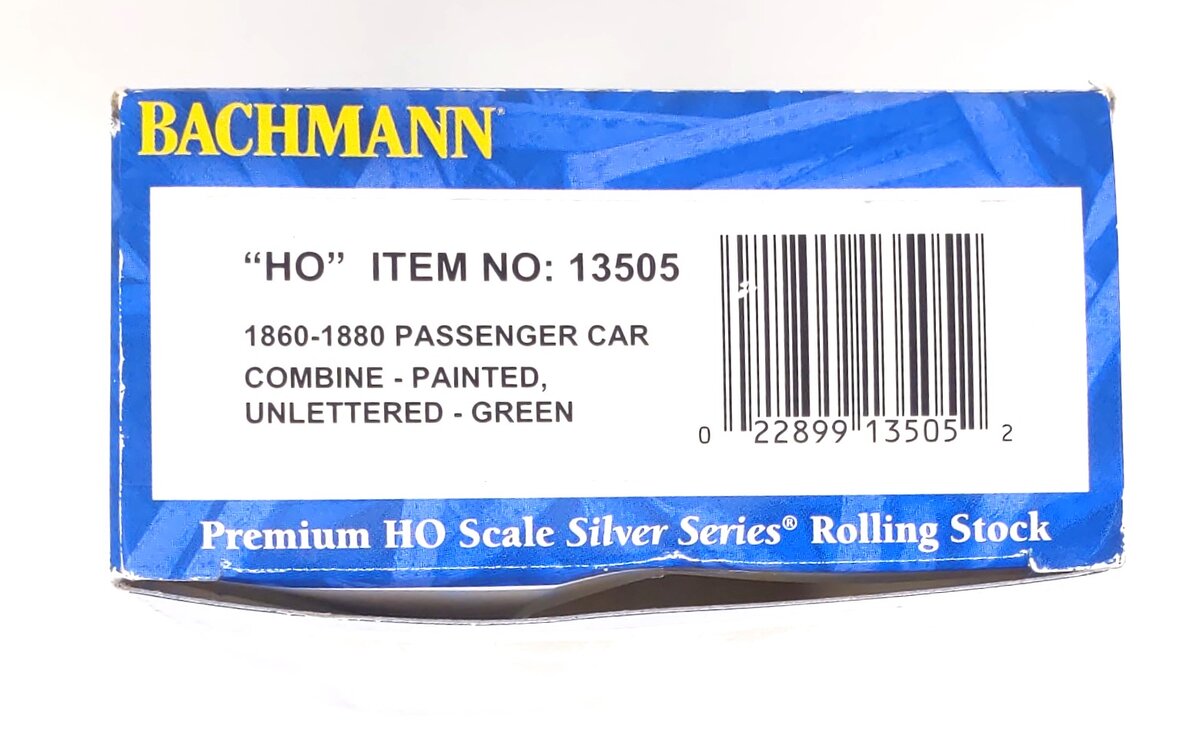 BACHMANN®
“HO” ITEM NO: 13505
1860-1880 PASSENGER CAR
COMBINE - PAINTED,
UNLETTERED - GREEN
0 22899 13505 2
Premium HO Scale Silver Series® Rolling Stock